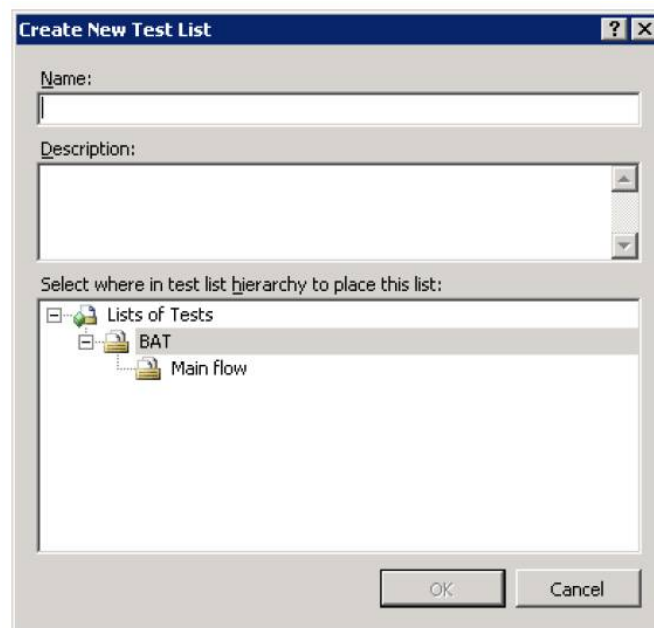 Create New Test List
Name:
Description:
Select where in test list hierarchy to place this list:
Lists of Tests
BAT
Main flow
OK Cancel